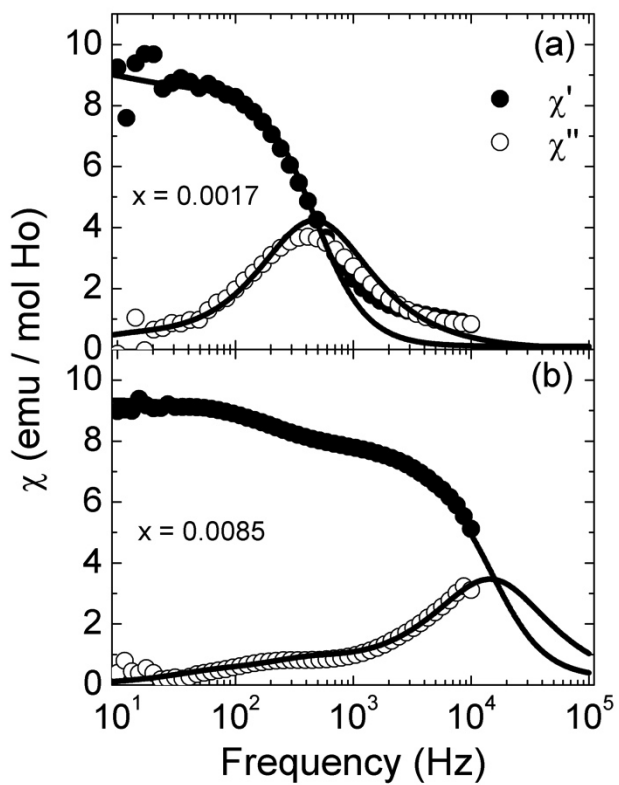 (a)
χ'
χ''
x = 0.0017
10
8
6
4
2
0
(b)
x = 0.0085
10
8
6
4
2
0
χ (emu / mol Ho)
10¹ 10² 10³ 10⁴ 10⁵
Frequency (Hz)